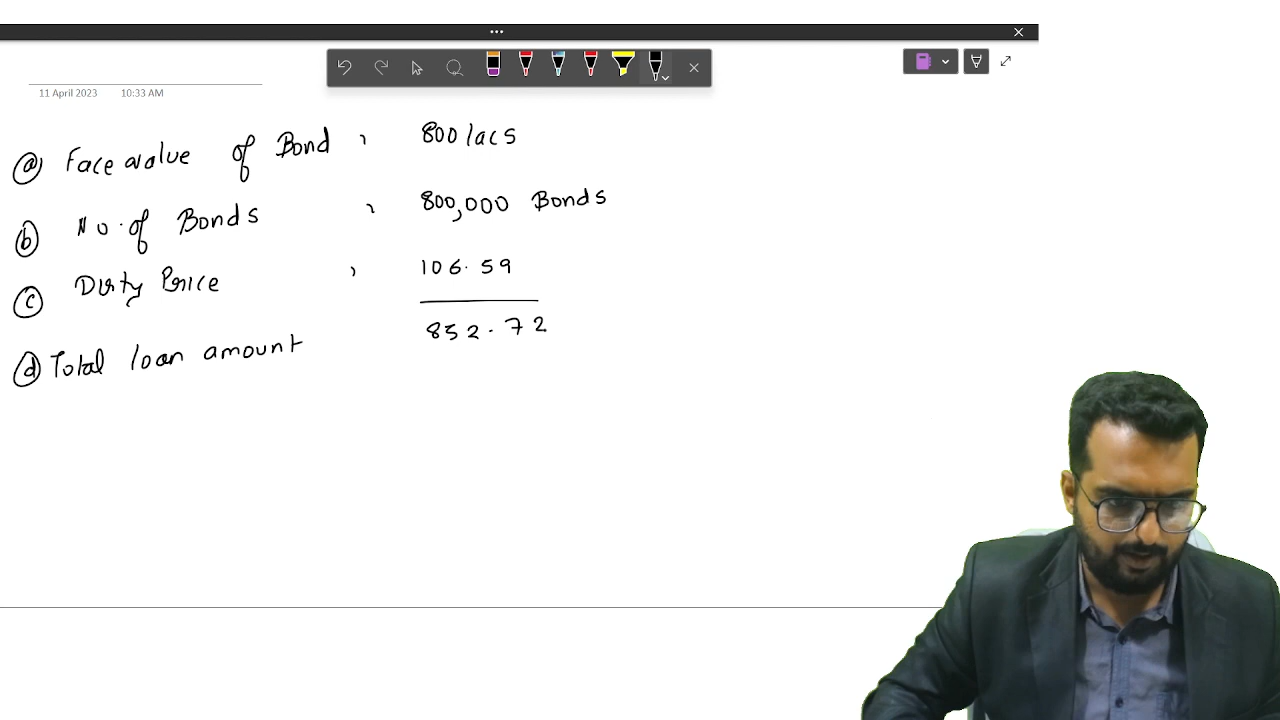 11 April 2023 10:33 AM
a Face value of Bond : 800 lacs
b No. of Bonds : 800,000 Bonds
c Dirty Price : 106.59
d Total loan amount 852.72